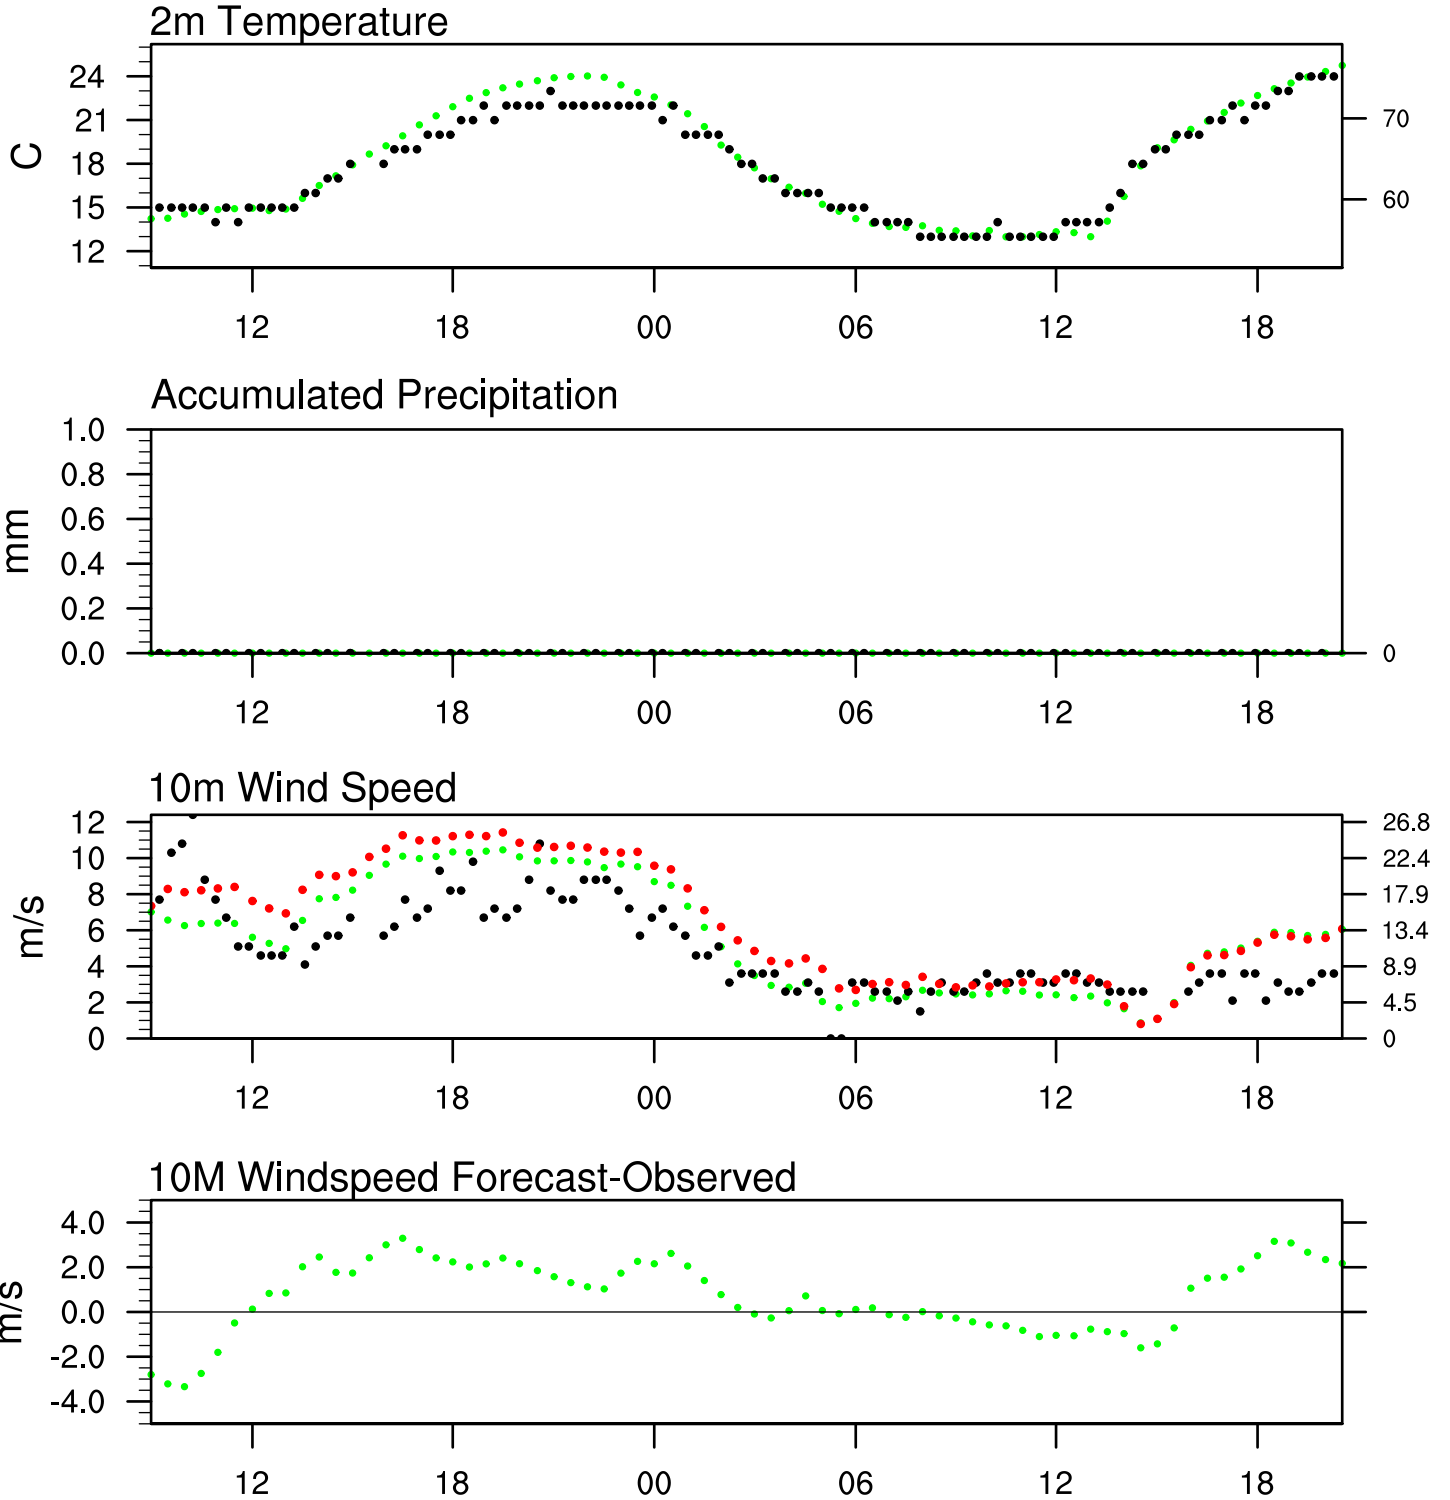 2m Temperature
24
21
18
15
12
C
70
60
12 18 00 06 12 18
Accumulated Precipitation
1.0
0.8
0.6
0.4
0.2
0.0
mm
0
12 18 00 06 12 18
10m Wind Speed
12
10
8
6
4
2
0
m/s
26.8
22.4
17.9
13.4
8.9
4.5
0
12 18 00 06 12 18
10M Windspeed Forecast-Observed
4.0
2.0
0.0
-2.0
-4.0
m/s
12 18 00 06 12 18